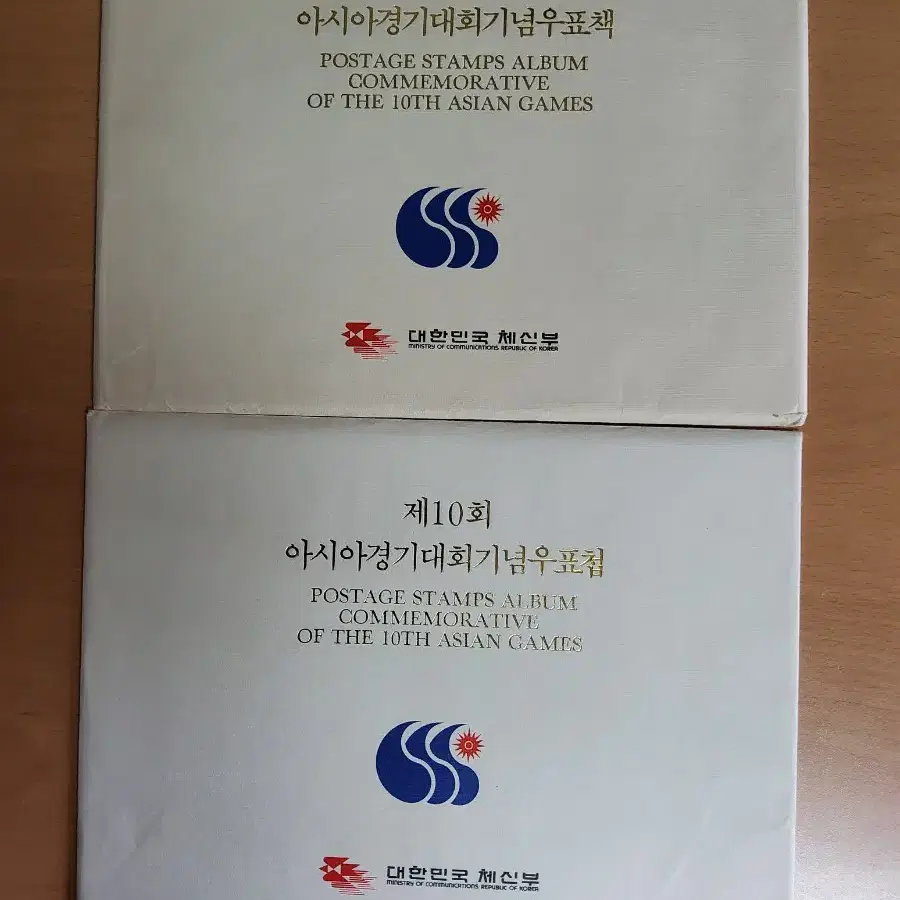 아시아경기대회기념우표책
POSTAGE STAMPS ALBUM
COMMEMORATIVE
OF THE 10TH ASIAN GAMES
대한민국 체신부
MINISTRY OF COMMUNICATIONS REPUBLIC OF KOREA
제10회
아시아경기대회기념우표첩
POSTAGE STAMPS ALBUM
COMMEMORATIVE
OF THE 10TH ASIAN GAMES
대한민국 체신부
MINISTRY OF COMMUNICATIONS REPUBLIC OF KOREA